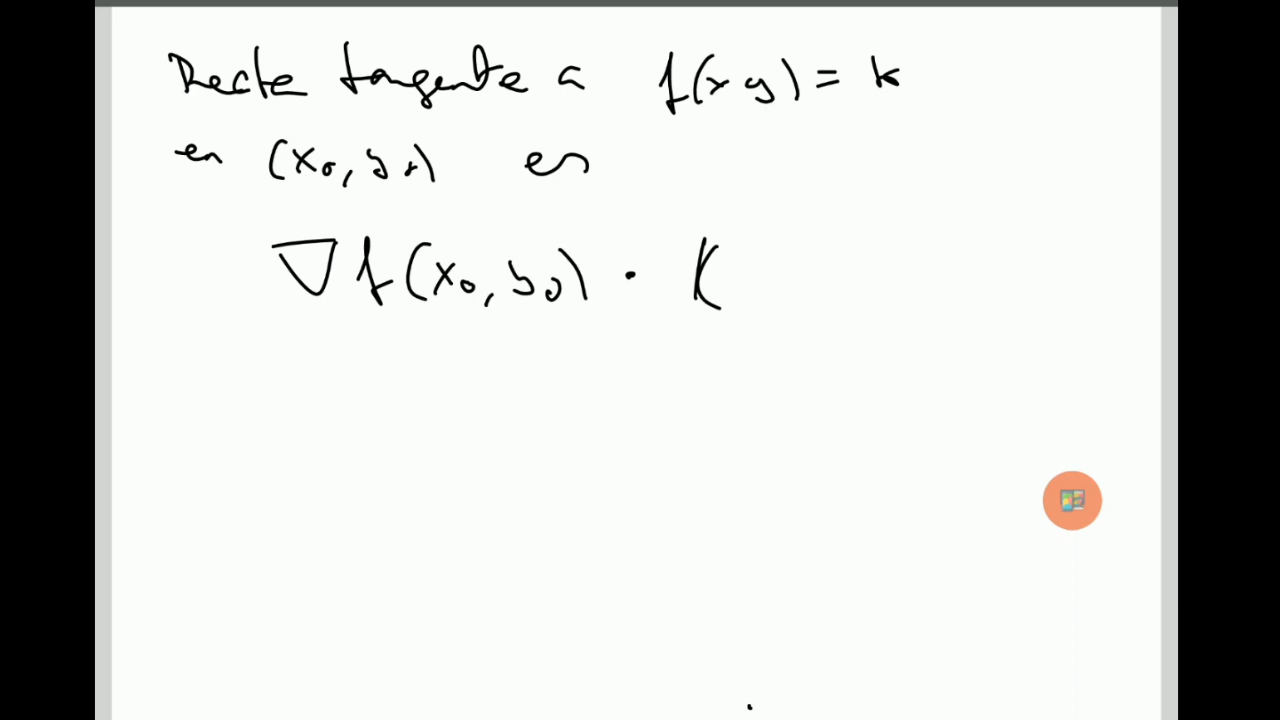 Recta tangente a f(x y) = k
en (x₀, y₀) es
∇f(x₀, y₀) · (